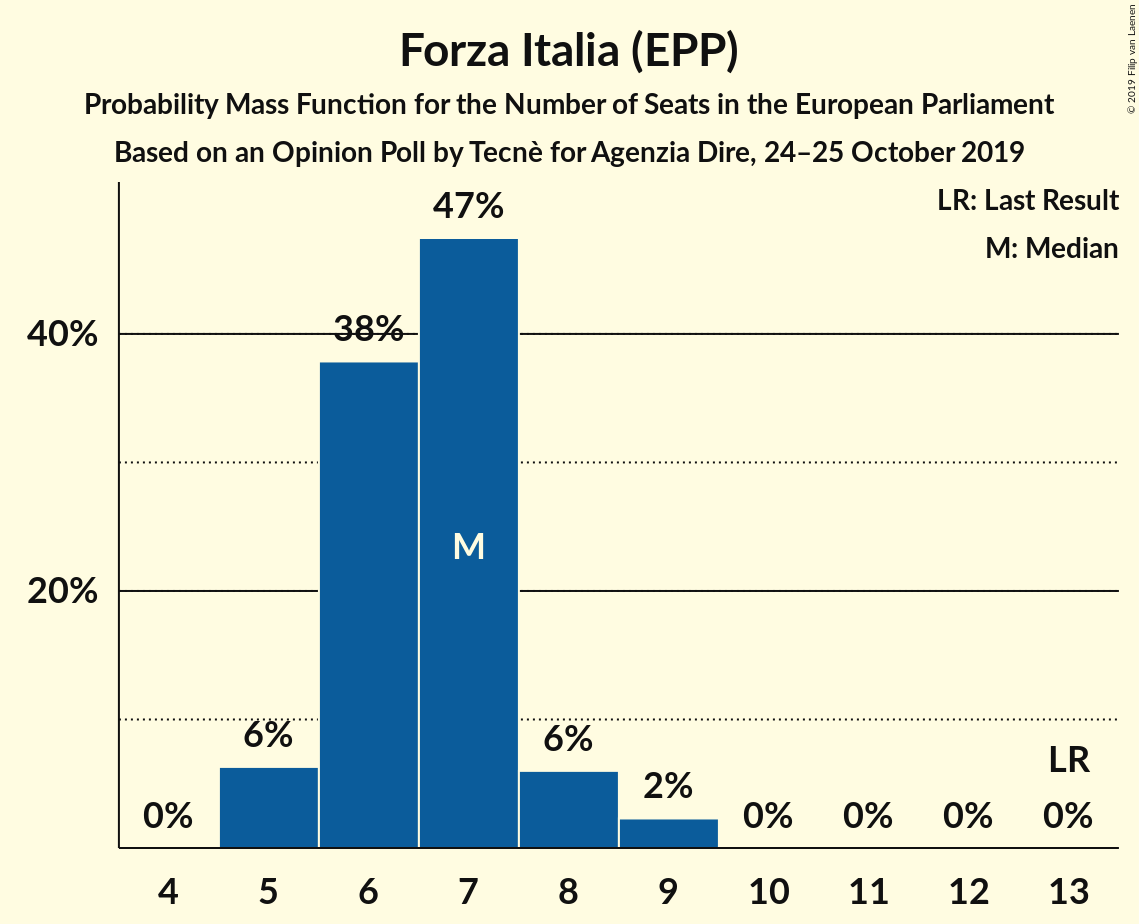 Forza Italia (EPP)
Probability Mass Function for the Number of Seats in the European Parliament
Based on an Opinion Poll by Tecnè for Agenzia Dire, 24–25 October 2019
© 2019 Filip van Laenen
LR: Last Result
M: Median
40%
20%
0%
6%
38%
47%
M
6%
2%
0%
0%
0%
LR
0%
4 5 6 7 8 9 10 11 12 13